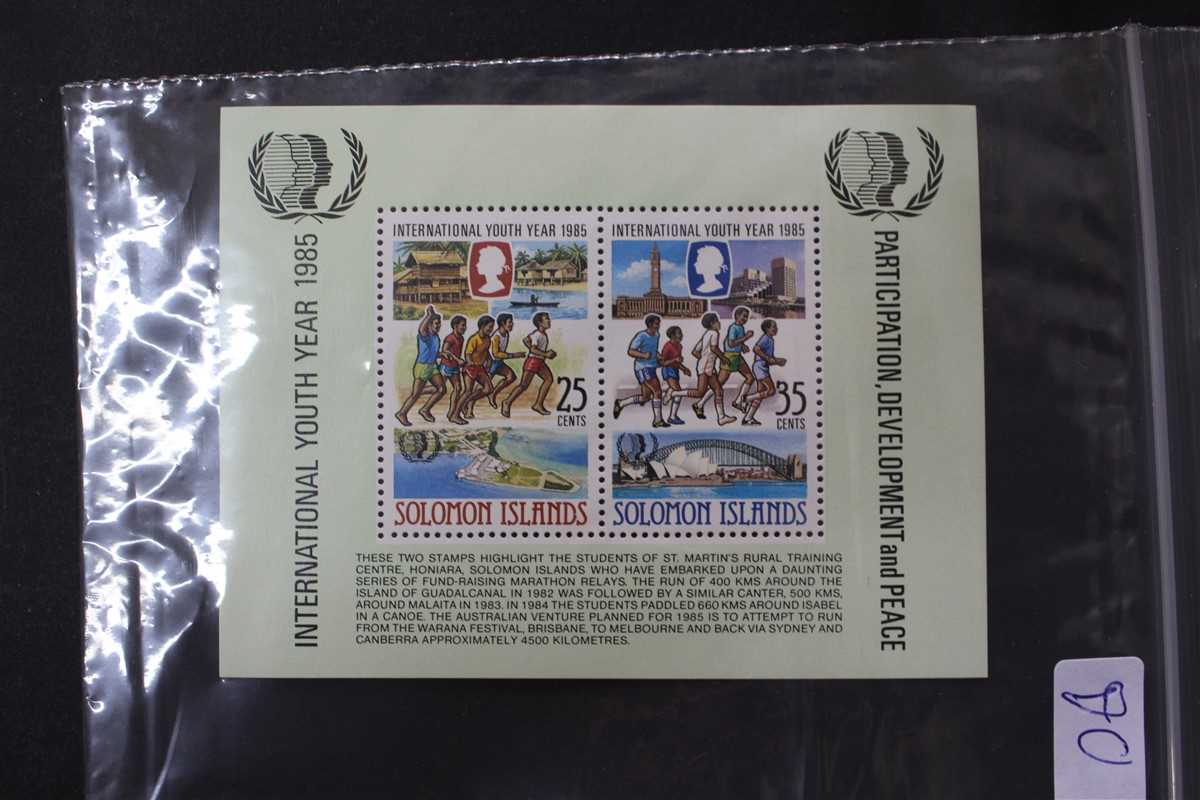 INTERNATIONAL YOUTH YEAR 1985
PARTICIPATION, DEVELOPMENT and PEACE
INTERNATIONAL YOUTH YEAR 1985
25
CENTS
SOLOMON ISLANDS
INTERNATIONAL YOUTH YEAR 1985
35
CENTS
SOLOMON ISLANDS
THESE TWO STAMPS HIGHLIGHT THE STUDENTS OF ST. MARTIN'S RURAL TRAINING
CENTRE, HONIARA, SOLOMON ISLANDS WHO HAVE EMBARKED UPON A DAUNTING
SERIES OF FUND-RAISING MARATHON RELAYS. THE RUN OF 400 KMS AROUND THE
ISLAND OF GUADALCANAL IN 1982 WAS FOLLOWED BY A SIMILAR CANTER, 500 KMS,
AROUND MALAITA IN 1983. IN 1984 THE STUDENTS PADDLED 660 KMS AROUND ISABEL
IN A CANOE. THE AUSTRALIAN VENTURE PLANNED FOR 1985 IS TO ATTEMPT TO RUN
FROM THE WARANA FESTIVAL, BRISBANE, TO MELBOURNE AND BACK VIA SYDNEY AND
CANBERRA APPROXIMATELY 4500 KILOMETRES.